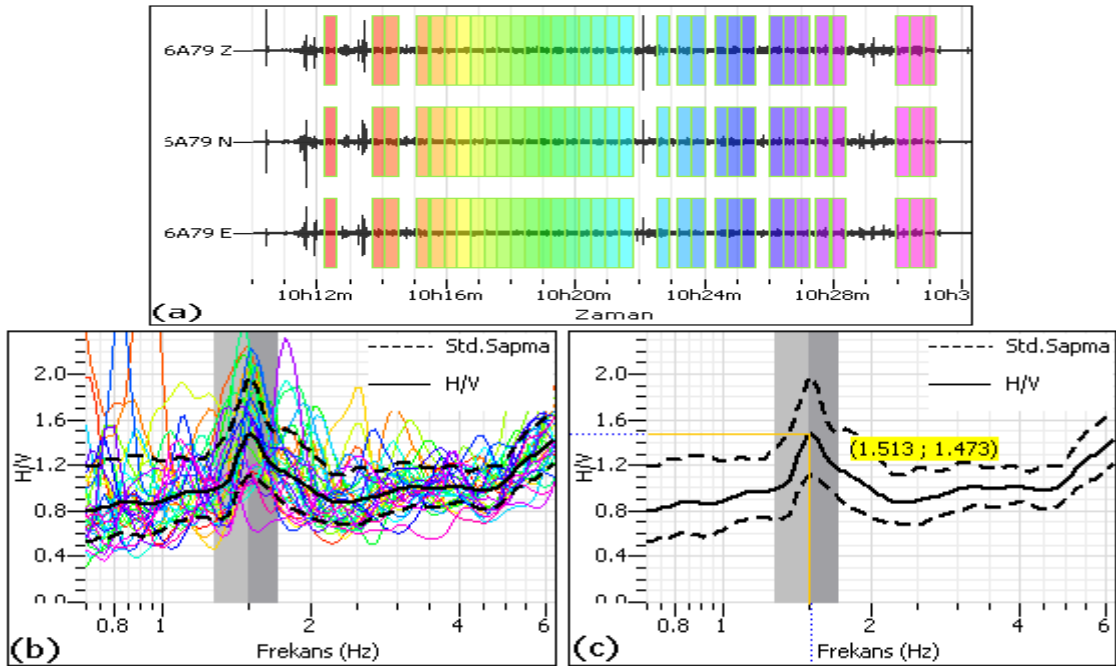 6A79 Z
5A79 N
6A79 E
10h12m 10h16m 10h20m 10h24m 10h28m 10h3
Zaman
(a)
Std.Sapma
H/V
2.0
1.6
1.2
0.8
0.4
0.0
H/V
0.8 1 2 4 6
Frekans (Hz)
(b)
Std.Sapma
H/V
2.0
1.6
1.2
0.8
0.4
0.0
H/V
(1.513 ; 1.473)
0.8 1 2 4 6
Frekans (Hz)
(c)